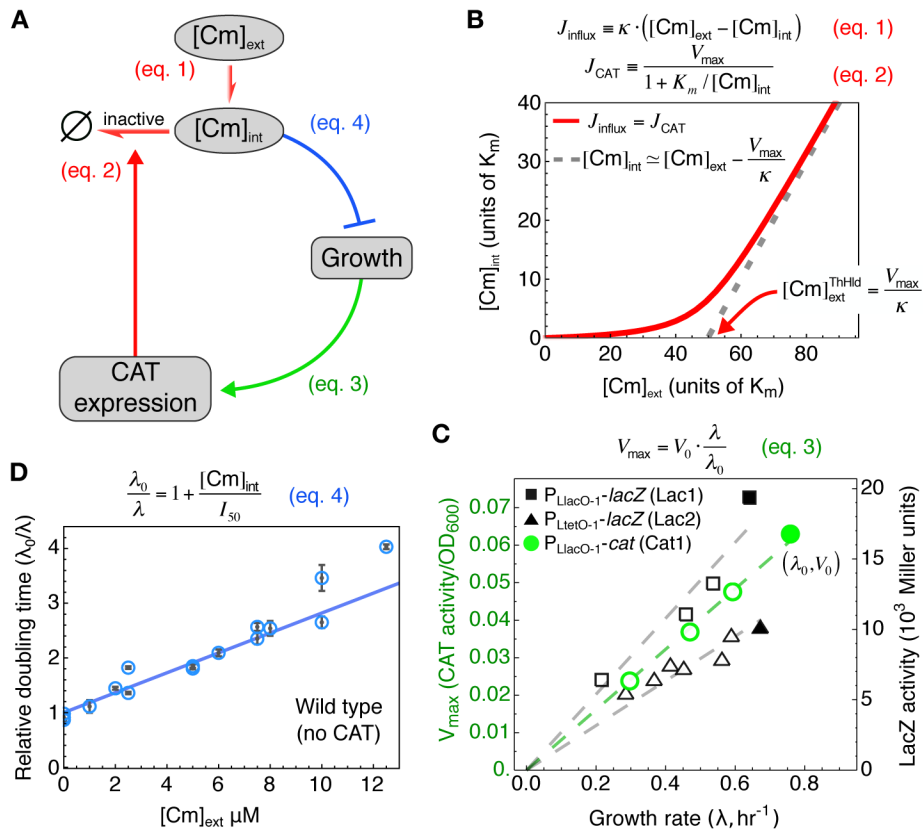 A
[Cm]ext
(eq. 1)
inactive
∅
[Cm]int
(eq. 4)
(eq. 2)
Growth
CAT
expression
(eq. 3)
B
Jinflux ≡ κ · ([Cm]ext − [Cm]int) (eq. 1)
JCAT ≡ Vmax / (1 + Km / [Cm]int) (eq. 2)
40
30
20
10
0
[Cm]int (units of Km)
Jinflux = JCAT
[Cm]int ≃ [Cm]ext − Vmax / κ
[Cm]ext^ThHld = Vmax / κ
0 20 40 60 80
[Cm]ext (units of Km)
C
Vmax = V0 · λ / λ0 (eq. 3)
Vmax (CAT activity/OD600)
0.07
0.06
0.05
0.04
0.03
0.02
0.01
0.
PLlacO-1-lacZ (Lac1)
PLtetO-1-lacZ (Lac2)
PLlacO-1-cat (Cat1)
(λ0, V0)
20
15
10
5
0
LacZ activity (10³ Miller units)
0.0 0.2 0.4 0.6 0.8
Growth rate (λ, hr-1)
D
λ0 / λ = 1 + [Cm]int / I50 (eq. 4)
Relative doubling time (λ0/λ)
4
3
2
1
0
Wild type
(no CAT)
0 2 4 6 8 10 12
[Cm]ext μM